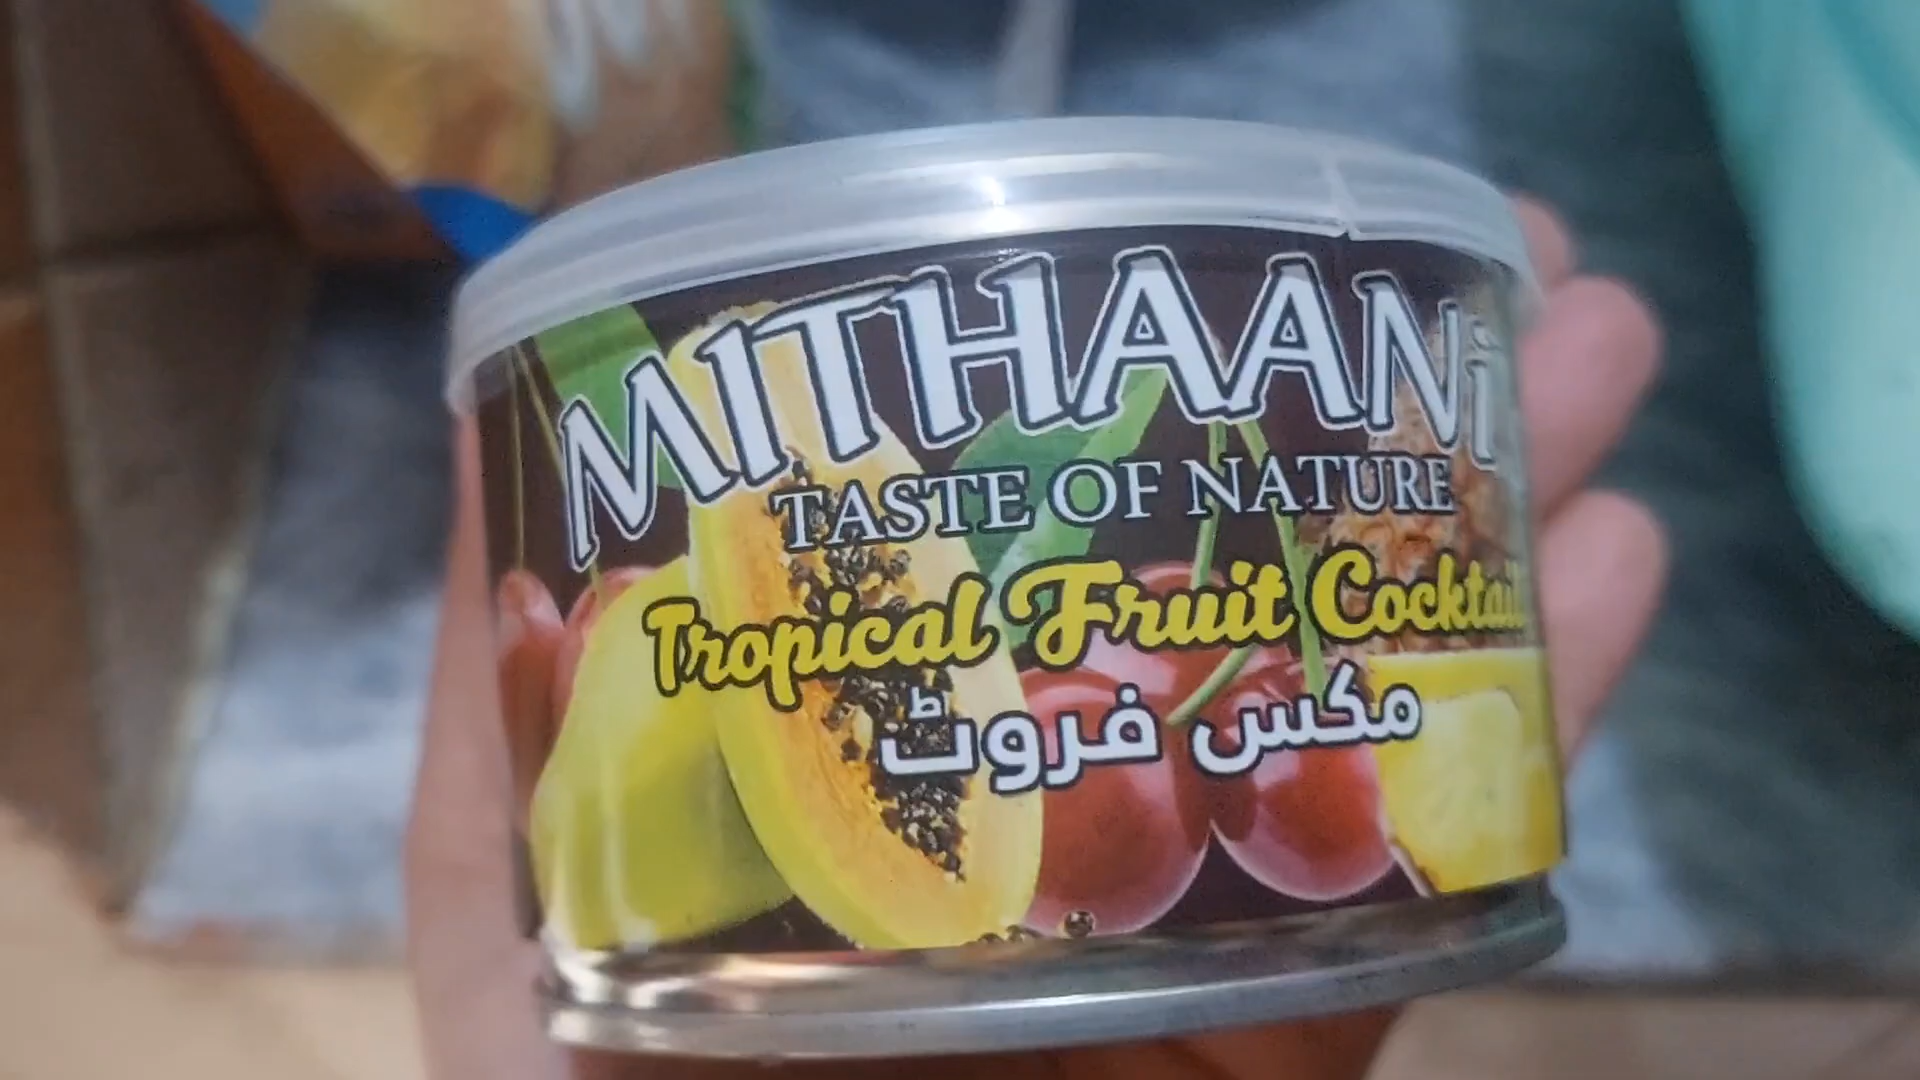 MITHAANi
TASTE OF NATURE
Tropical Fruit Cocktail
مکس فروٹ